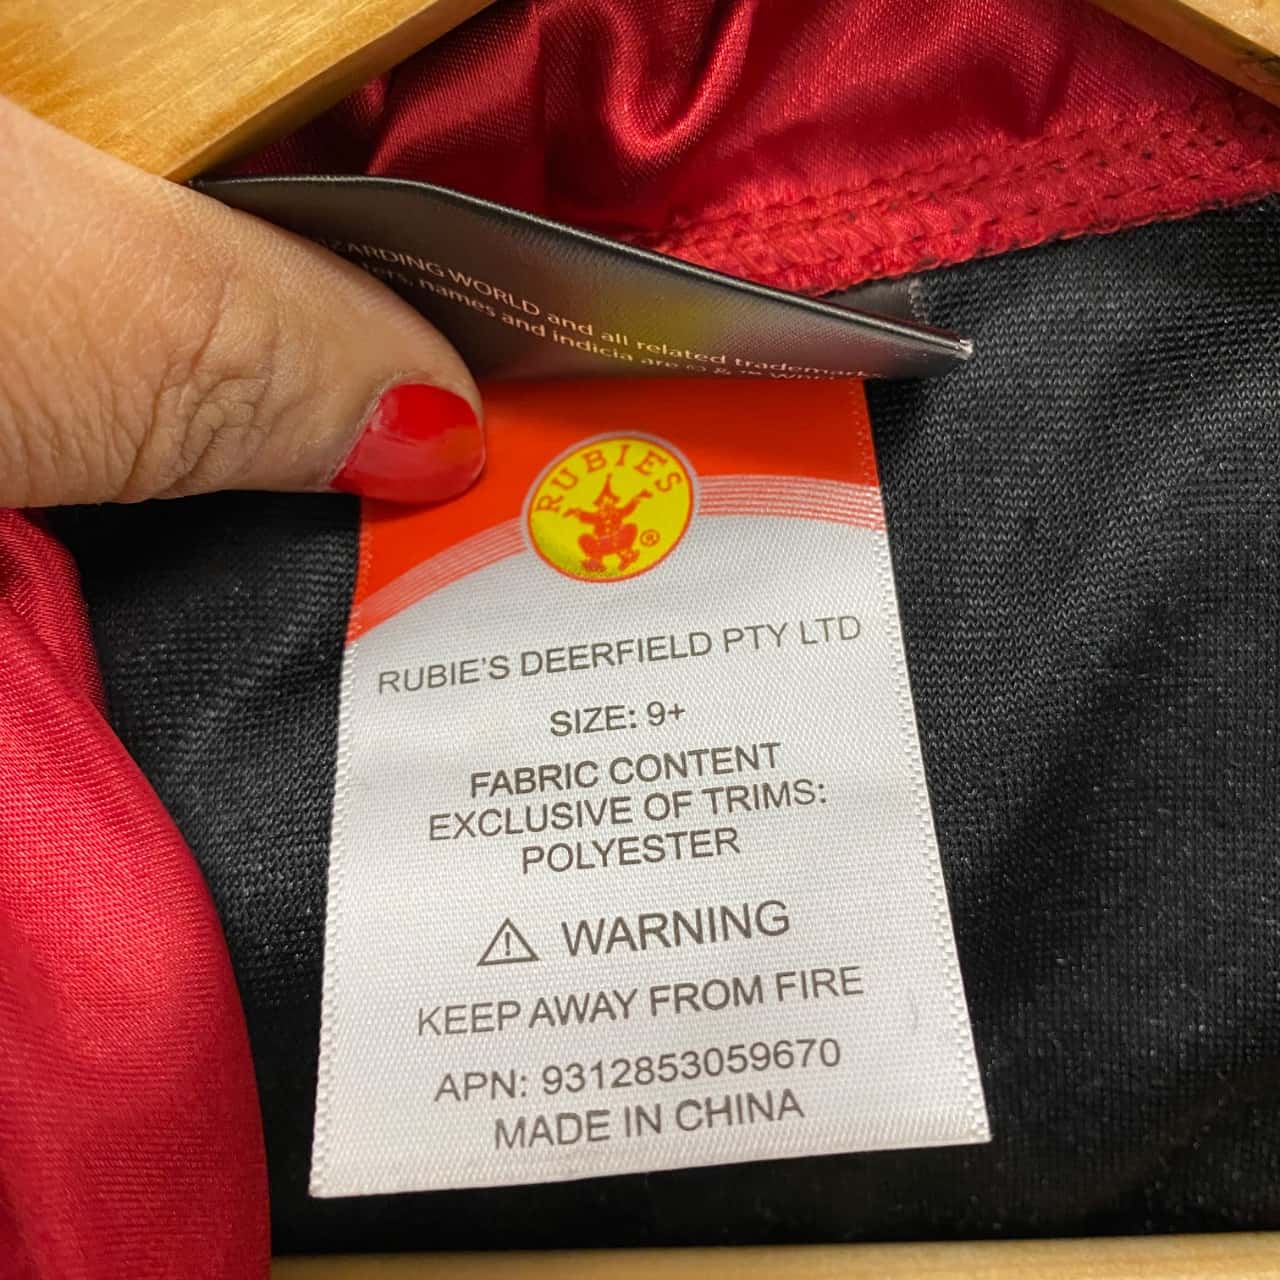 WORLD and all related trademarks
names and indicia are © & ™
RUBIES ®
RUBIE'S DEERFIELD PTY LTD
SIZE: 9+
FABRIC CONTENT
EXCLUSIVE OF TRIMS:
POLYESTER
⚠ WARNING
KEEP AWAY FROM FIRE
APN: 9312853059670
MADE IN CHINA